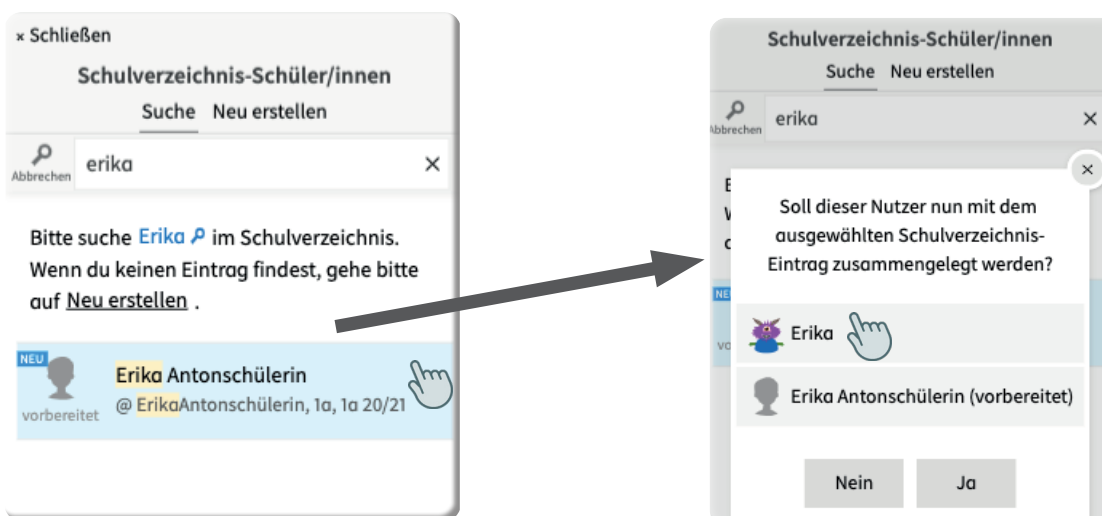 × Schließen
Schulverzeichnis-Schüler/innen
Suche Neu erstellen
Abbrechen
erika ×
Bitte suche Erika im Schulverzeichnis.
Wenn du keinen Eintrag findest, gehe bitte
auf Neu erstellen .
NEU
Erika Antonschülerin
vorbereitet
@ ErikaAntonschülerin, 1a, 1a 20/21
Schulverzeichnis-Schüler/innen
Suche Neu erstellen
Abbrechen
erika ×
×
Soll dieser Nutzer nun mit dem
ausgewählten Schulverzeichnis-
Eintrag zusammengelegt werden?
Erika
Erika Antonschülerin (vorbereitet)
Nein Ja